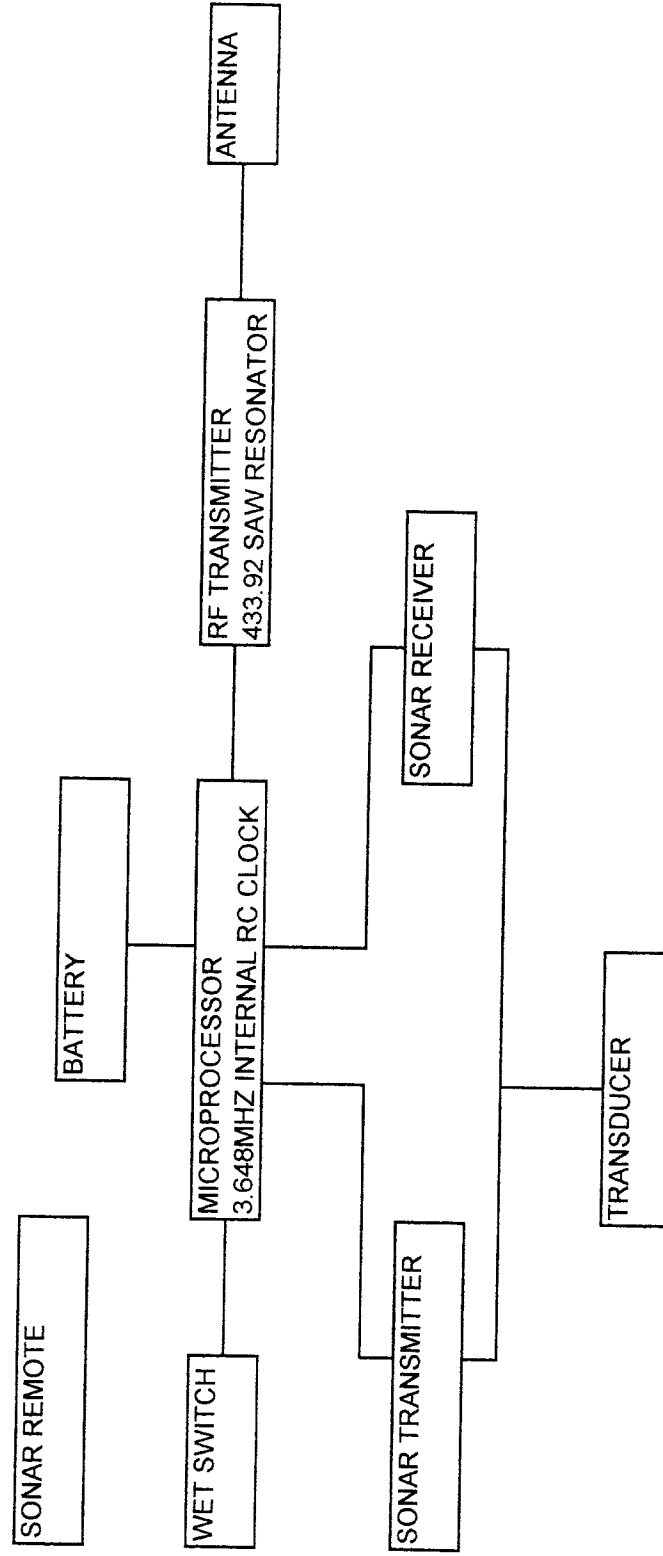 SONAR REMOTE
BATTERY
WET SWITCH
MICROPROCESSOR
3.648MHZ INTERNAL RC CLOCK
RF TRANSMITTER
433.92 SAW RESONATOR
ANTENNA
SONAR TRANSMITTER
SONAR RECEIVER
TRANSDUCER